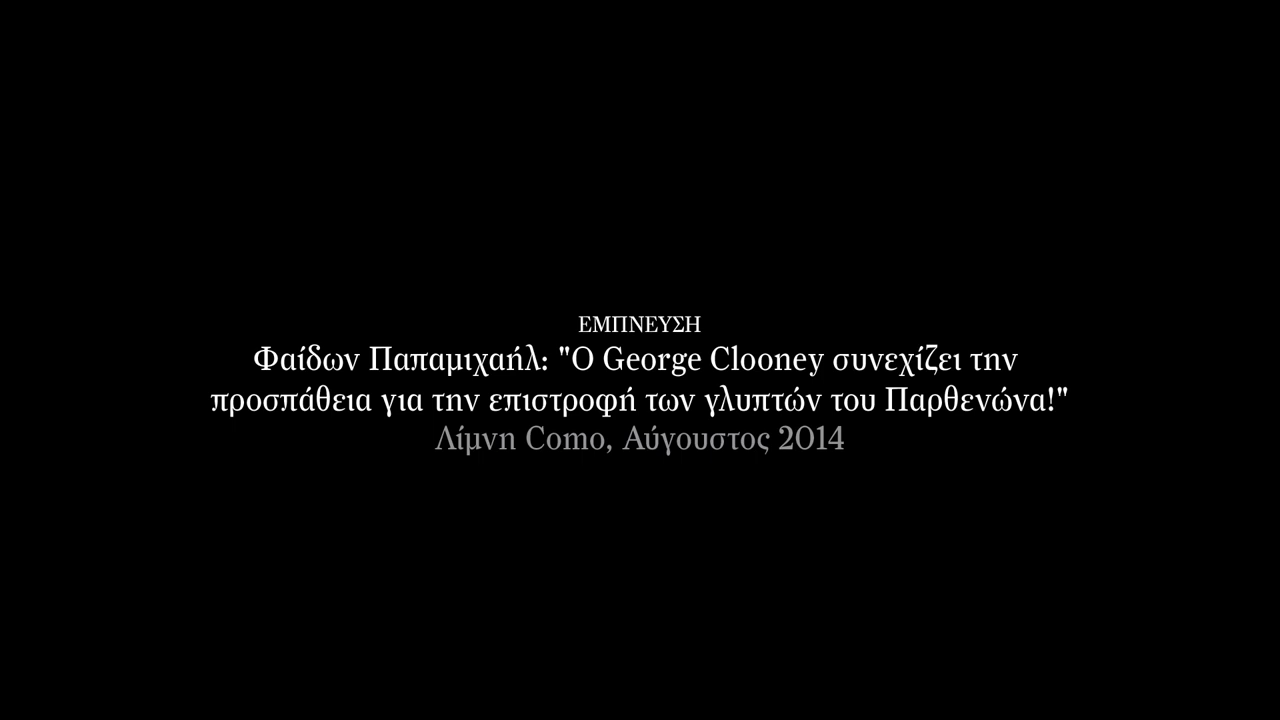 ΕΜΠΝΕΥΣΗ
Φαίδων Παπαμιχαήλ: "Ο George Clooney συνεχίζει την
προσπάθεια για την επιστροφή των γλυπτών του Παρθενώνα!"
Λίμνη Como, Αύγουστος 2014